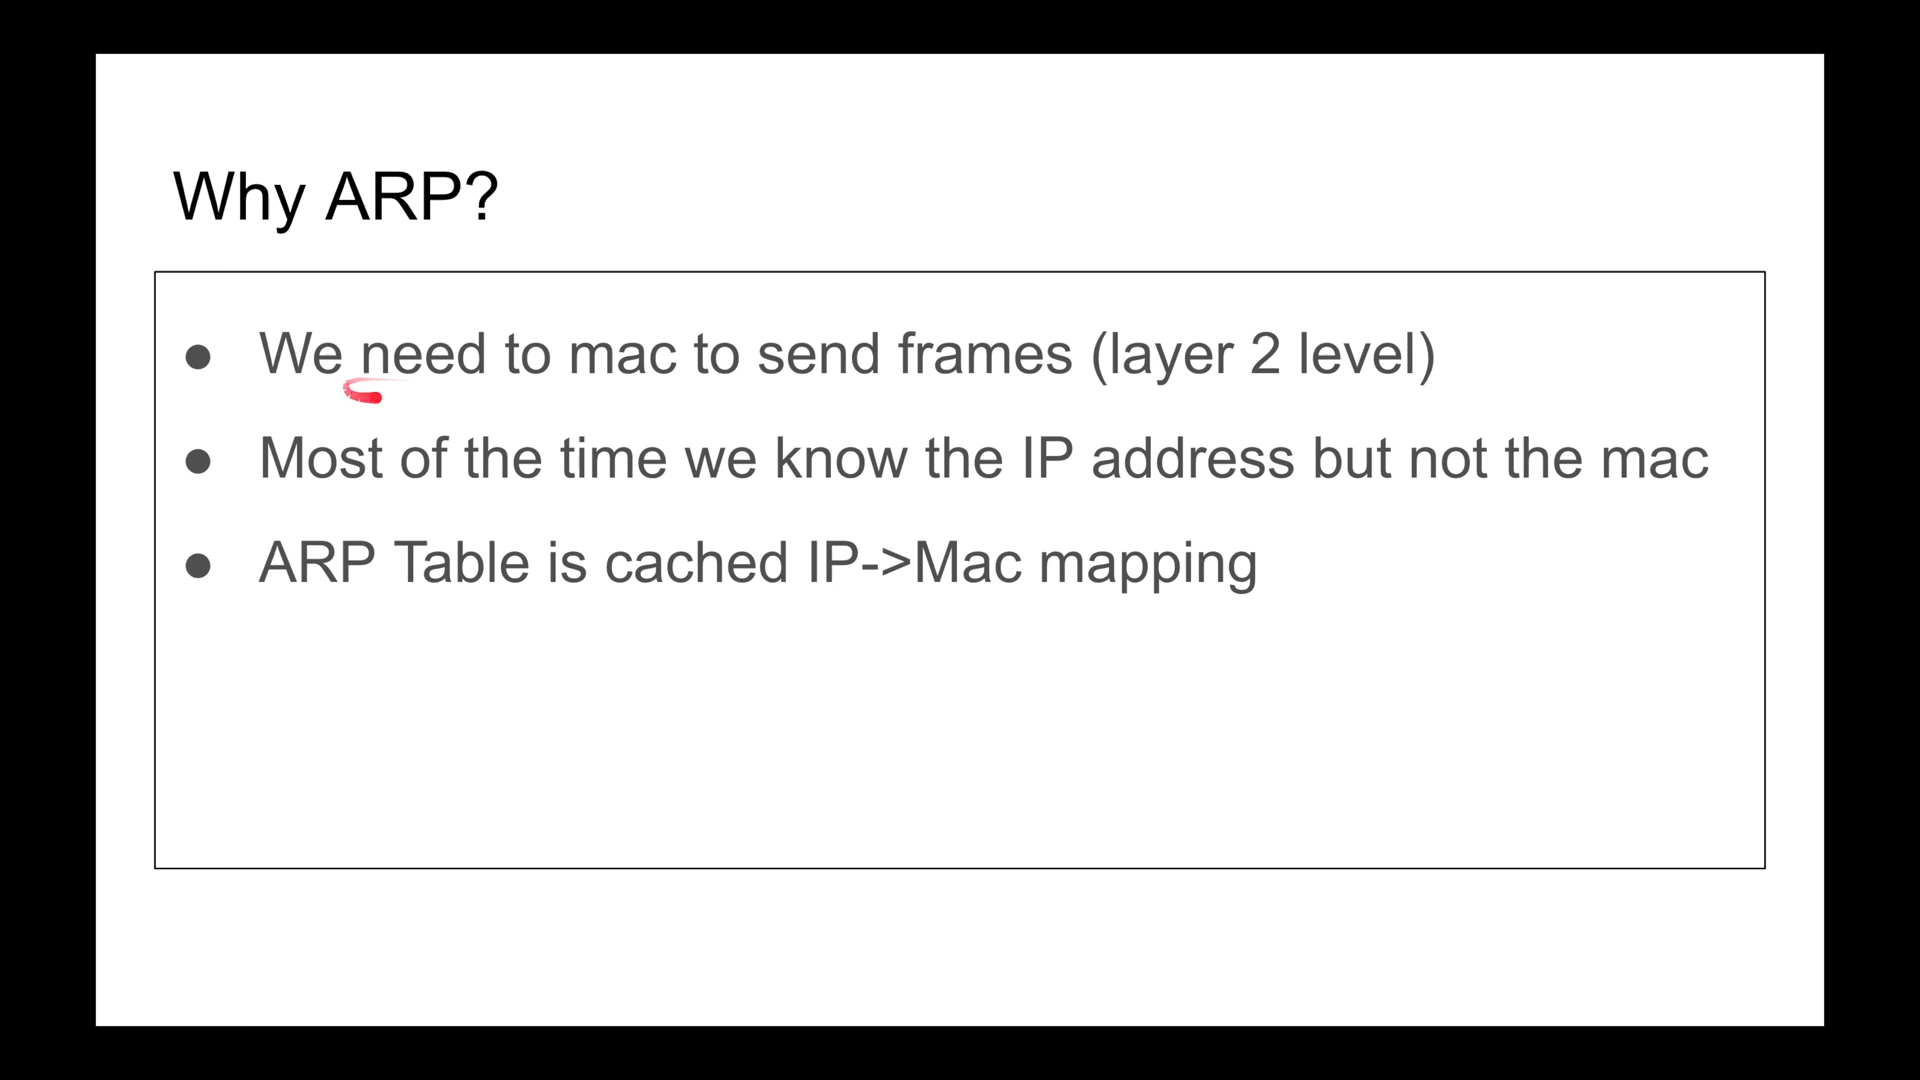 Why ARP?
● We need to mac to send frames (layer 2 level)
● Most of the time we know the IP address but not the mac
● ARP Table is cached IP->Mac mapping